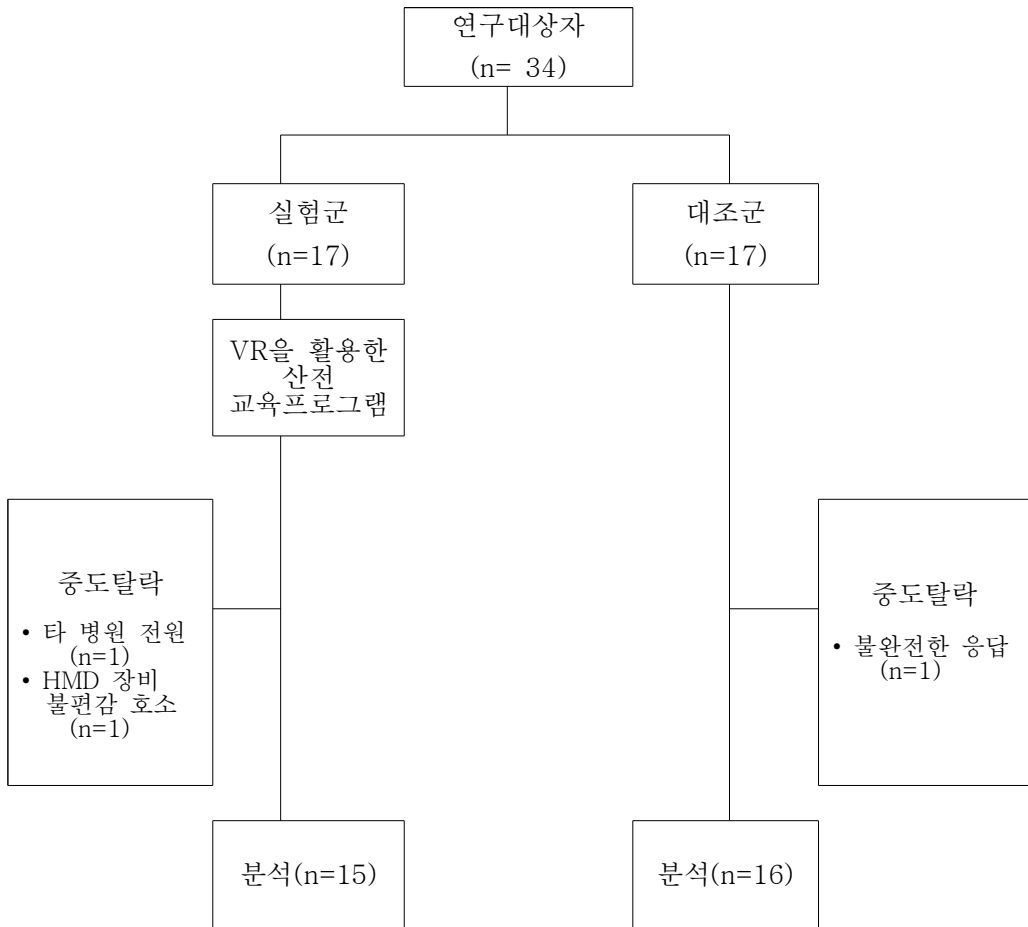 연구대상자
(n= 34)
실험군
(n=17)
대조군
(n=17)
VR을 활용한
산전
교육프로그램
중도탈락
• 타 병원 전원
(n=1)
• HMD 장비
불편감 호소
(n=1)
중도탈락
• 불완전한 응답
(n=1)
분석(n=15)
분석(n=16)